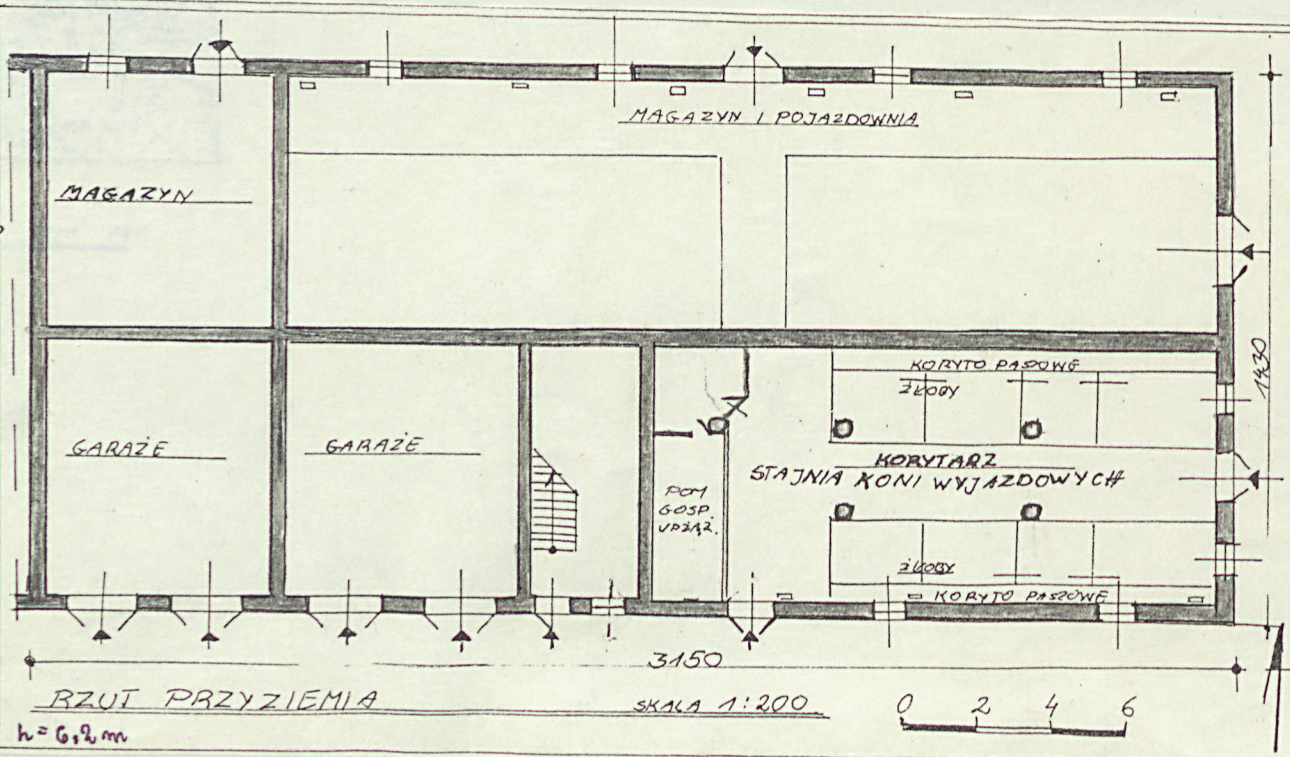 MAGAZYN I POJAZDOWNIA
MAGAZYN
GARAŻE
GARAŻE
POM
GOSP.
UPRZĄŻ.
KORYTO PASZOWE
ŻŁOBY
KORYTARZ
STAJNIA KONI WYJAZDOWYCH
ŻŁOBY
KORYTO PASZOWE
1430
3150
RZUT PRZYZIEMIA
SKALA 1:200
0 2 4 6
h = 6,2 m